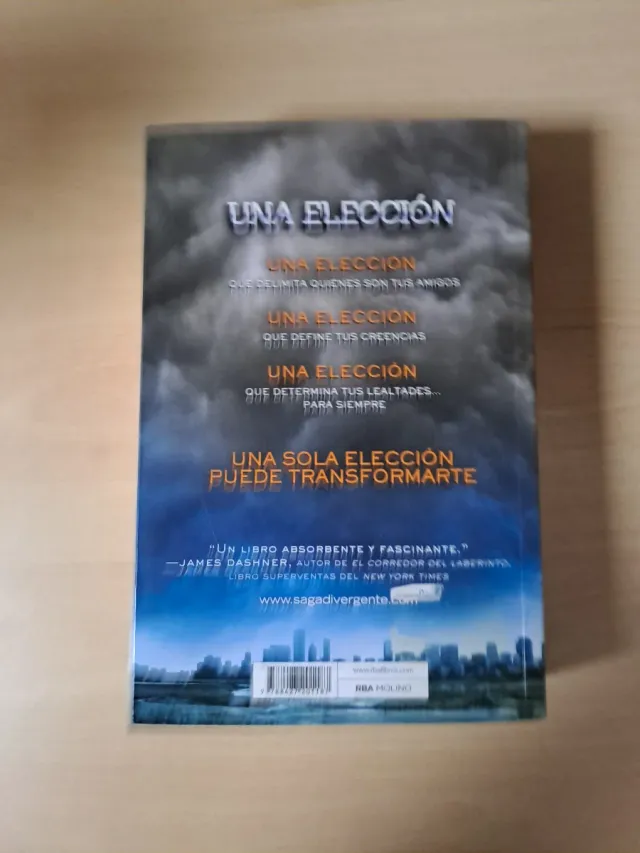 UNA ELECCIÓN
UNA ELECCIÓN
QUE DELIMITA QUIÉNES SON TUS AMIGOS
UNA ELECCIÓN
QUE DEFINE TUS CREENCIAS
UNA ELECCIÓN
QUE DETERMINA TUS LEALTADES...
PARA SIEMPRE
UNA SOLA ELECCIÓN
PUEDE TRANSFORMARTE
“UN LIBRO ABSORBENTE Y FASCINANTE.”
—JAMES DASHNER, AUTOR DE EL CORREDOR DEL LABERINTO,
LIBRO SUPERVENTAS DEL NEW YORK TIMES
www.sagadivergente.com
RBA MOLINO